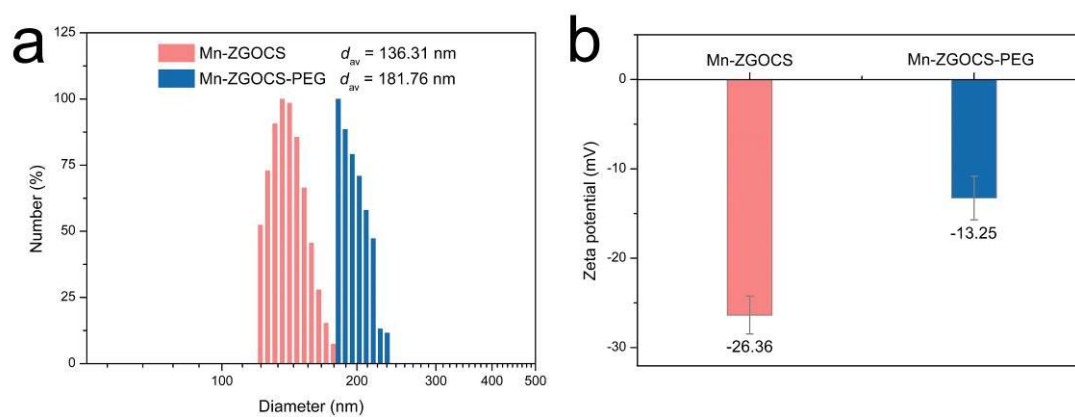 a
125
100
75
50
25
0
Number (%)
Mn-ZGOCS d_av = 136.31 nm
Mn-ZGOCS-PEG d_av = 181.76 nm
100 200 300 400 500
Diameter (nm)
b
Mn-ZGOCS Mn-ZGOCS-PEG
0
-10
-20
-30
Zeta potential (mV)
-13.25
-26.36